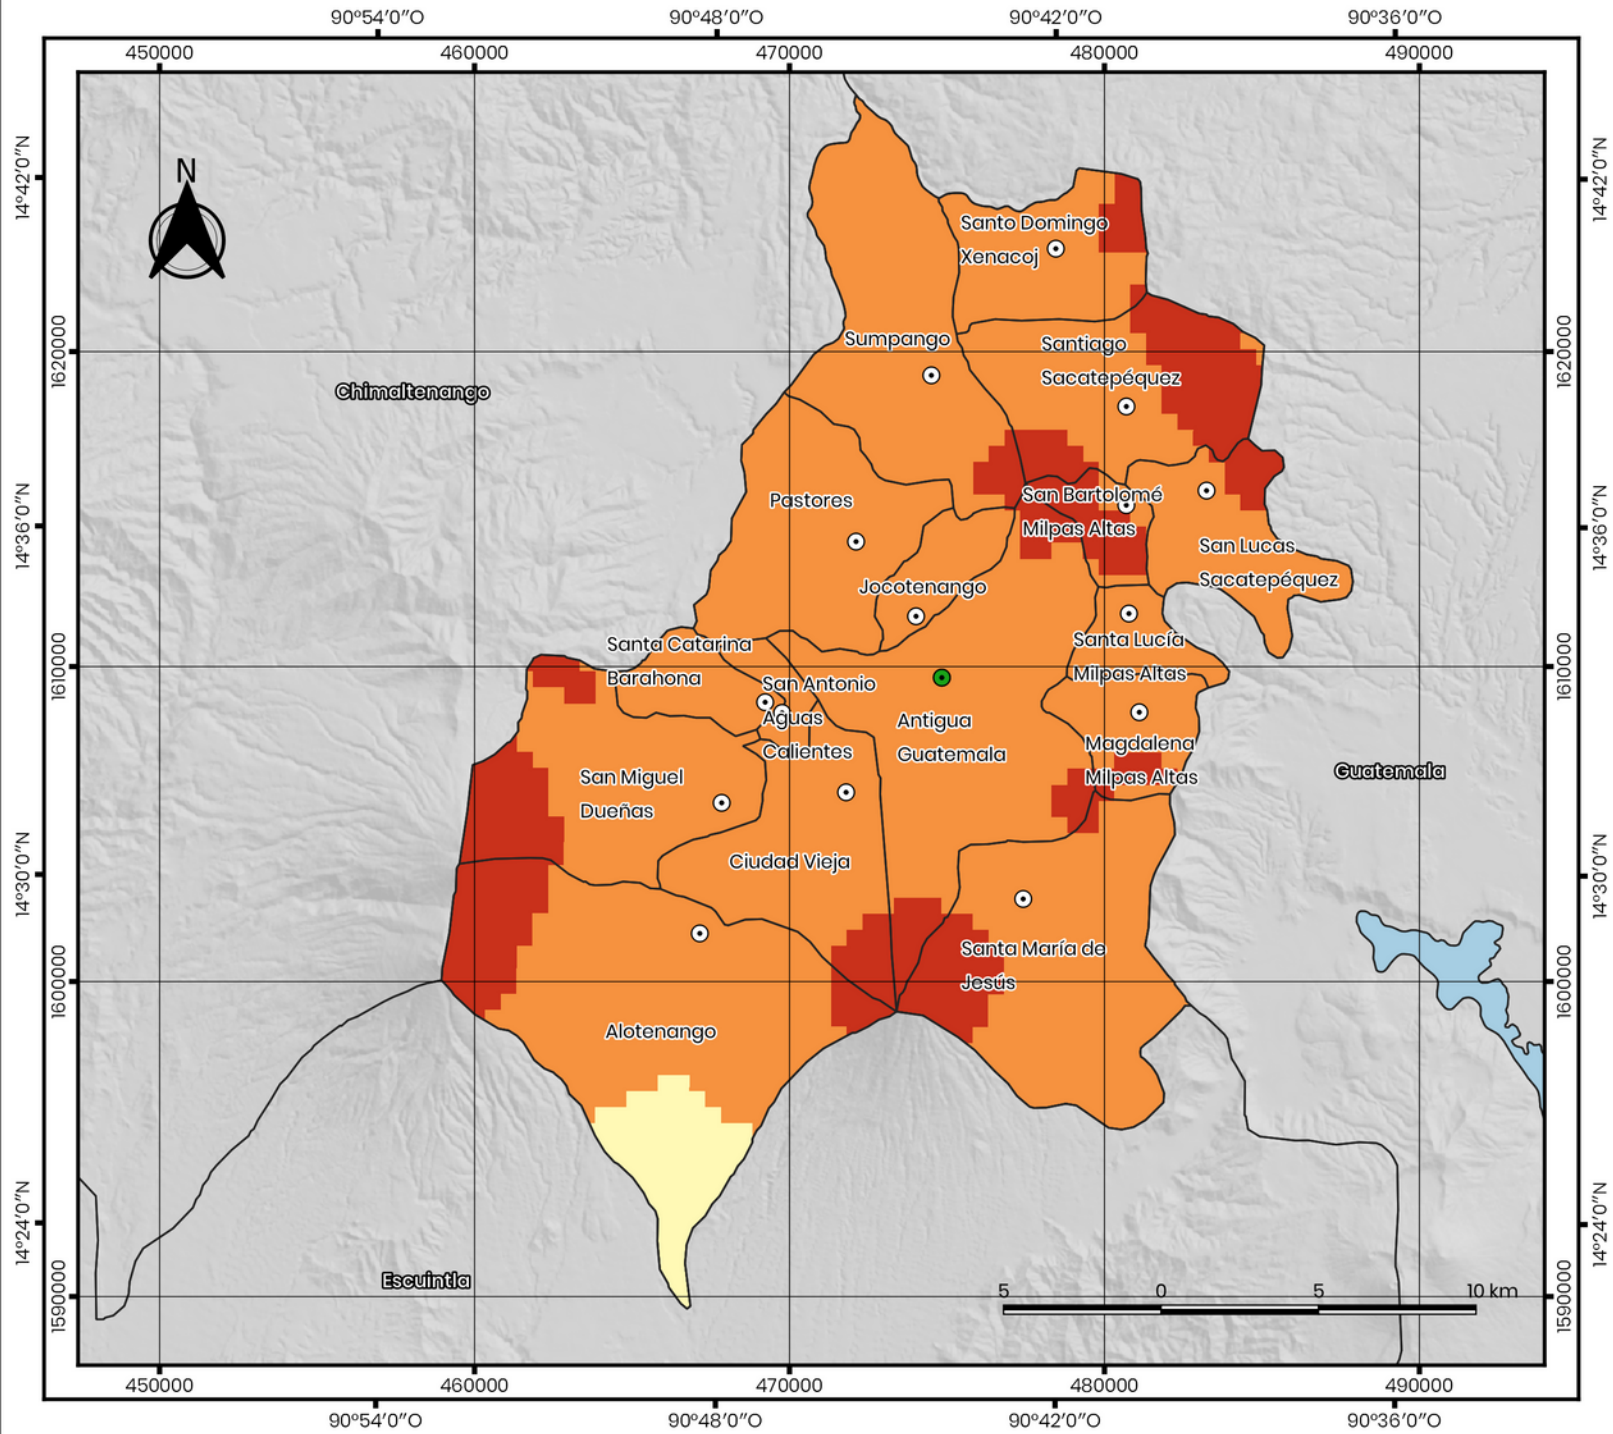 90°54′0″O 90°48′0″O 90°42′0″O 90°36′0″O
450000 460000 470000 480000 490000
14°42′0″N
14°42′0″N
N
Santo Domingo
Xenacoj
Sumpango
Santiago
Sacatepéquez
1620000
1620000
Chimaltenango
Pastores
San Bartolomé
Milpas Altas
14°36′0″N
14°36′0″N
San Lucas
Sacatepéquez
Jocotenango
Santa Catarina
Barahona
Santa Lucía
Milpas Altas
1610000
1610000
San Antonio
Aguas
Calientes
Antigua
Guatemala
Magdalena
Milpas Altas
Guatemala
San Miguel
Dueñas
Ciudad Vieja
14°30′0″N
14°30′0″N
Santa María de
Jesús
1600000
1600000
Alotenango
14°24′0″N
14°24′0″N
Escuintla
1590000
1590000
5 0 5 10 km
450000 460000 470000 480000 490000
90°54′0″O 90°48′0″O 90°42′0″O 90°36′0″O